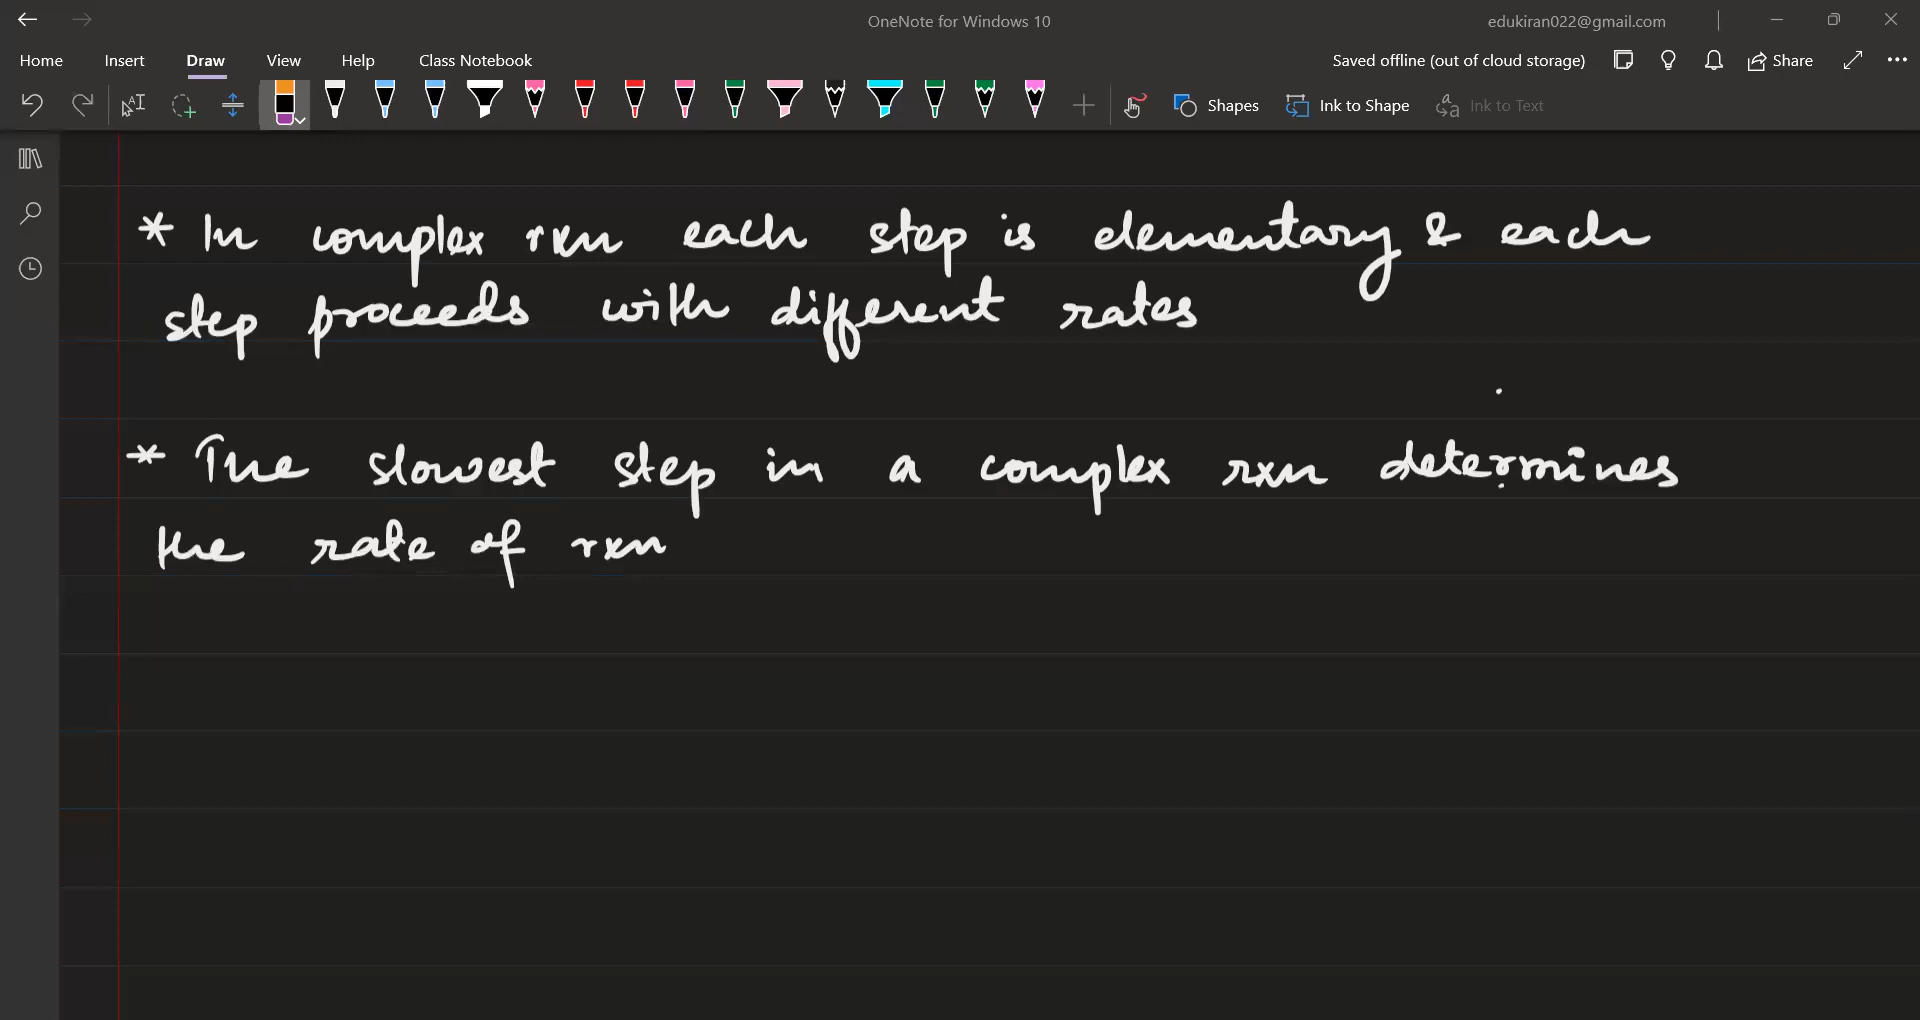 OneNote for Windows 10
edukiran022@gmail.com
Home Insert Draw View Help Class Notebook
Saved offline (out of cloud storage) Share
Shapes Ink to Shape Ink to Text
* In complex rxn each step is elementary & each
step proceeds with different rates
* The slowest step in a complex rxn determines
the rate of rxn